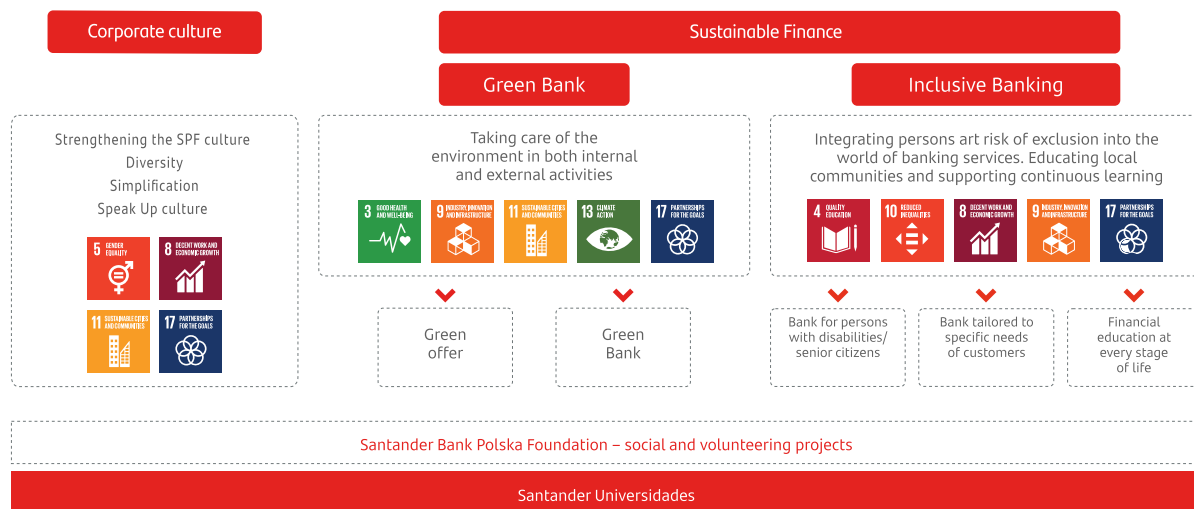 Corporate culture
Sustainable Finance
Green Bank
Inclusive Banking
Strengthening the SPF culture
Diversity
Simplification
Speak Up culture
5 GENDER
EQUALITY
8 DECENT WORK AND
ECONOMIC GROWTH
11 SUSTAINABLE CITIES
AND COMMUNITIES
17 PARTNERSHIPS
FOR THE GOALS
Taking care of the
environment in both internal
and external activities
3 GOOD HEALTH
AND WELL-BEING
9 INDUSTRY, INNOVATION
AND INFRASTRUCTURE
11 SUSTAINABLE CITIES
AND COMMUNITIES
13 CLIMATE
ACTION
17 PARTNERSHIPS
FOR THE GOALS
Green
offer
Green
Bank
Integrating persons art risk of exclusion into the
world of banking services. Educating local
communities and supporting continuous learning
4 QUALITY
EDUCATION
10 REDUCED
INEQUALITIES
8 DECENT WORK AND
ECONOMIC GROWTH
9 INDUSTRY, INNOVATION
AND INFRASTRUCTURE
17 PARTNERSHIPS
FOR THE GOALS
Bank for persons
with disabilities/
senior citizens
Bank tailored to
specific needs
of customers
Financial
education at
every stage
of life
Santander Bank Polska Foundation – social and volunteering projects
Santander Universidades